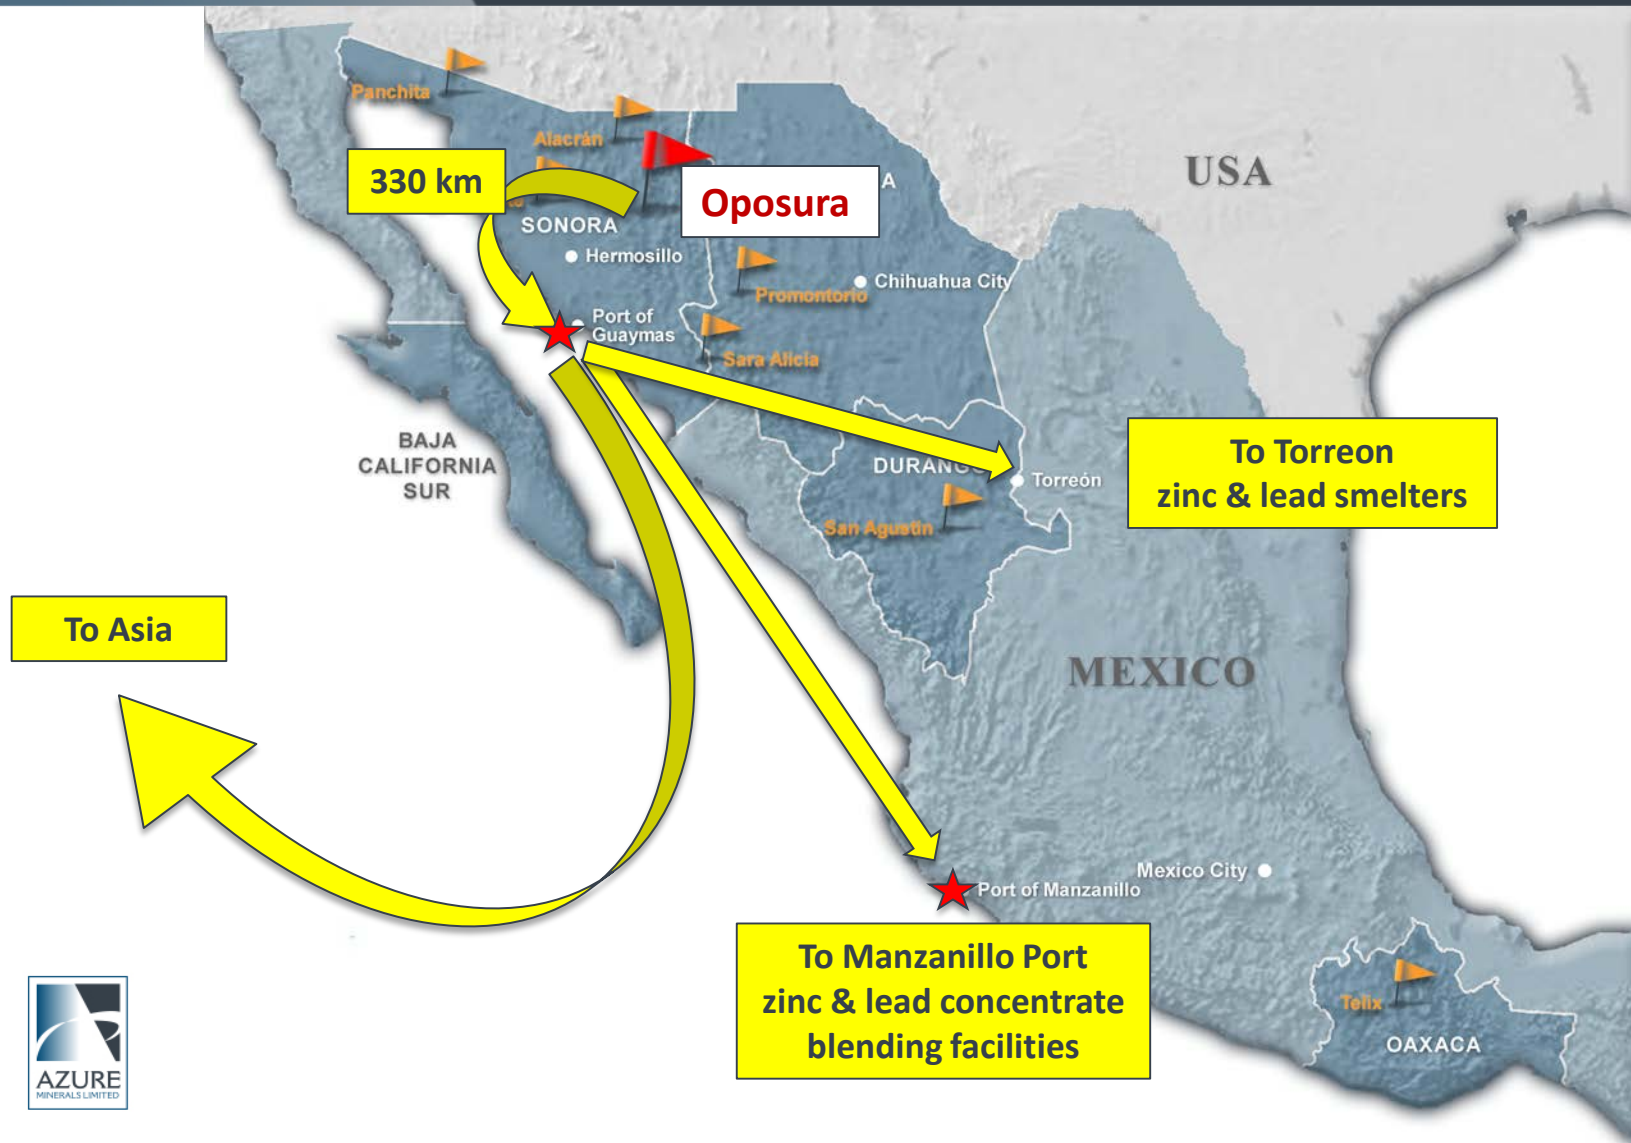 Panchita
Alacrán
330 km
Oposura
A
SONORA
Hermosillo
Chihuahua City
Promontorio
Port of
Guaymas
Sara Alicia
BAJA
CALIFORNIA
SUR
USA
To Torreon
zinc & lead smelters
DURANGO
Torreón
San Agustin
To Asia
MEXICO
Mexico City
Port of Manzanillo
To Manzanillo Port
zinc & lead concentrate
blending facilities
Telix
OAXACA
AZURE
MINERALS LIMITED